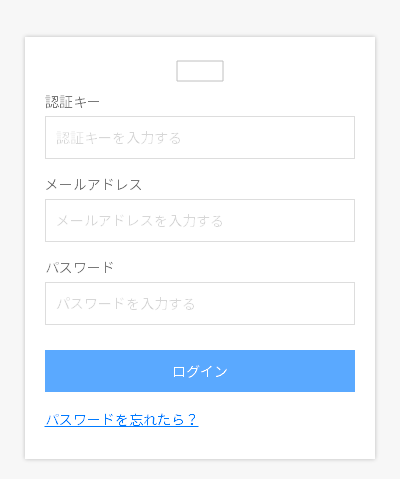 認証キー
認証キーを入力する
メールアドレス
メールアドレスを入力する
パスワード
パスワードを入力する
ログイン
パスワードを忘れたら？